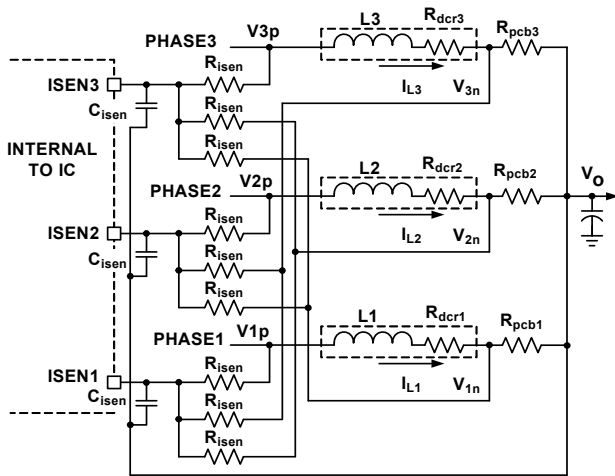 PHASE3
V3p
L3
Rdcr3
Rpcb3
ISEN3
Risen
Cisen
IL3
V3n
Risen
Risen
INTERNAL
TO IC
PHASE2
V2p
L2
Rdcr2
Rpcb2
Vo
ISEN2
Risen
Cisen
IL2
V2n
Risen
Risen
PHASE1
V1p
L1
Rdcr1
Rpcb1
ISEN1
Risen
Cisen
IL1
V1n
Risen
Risen